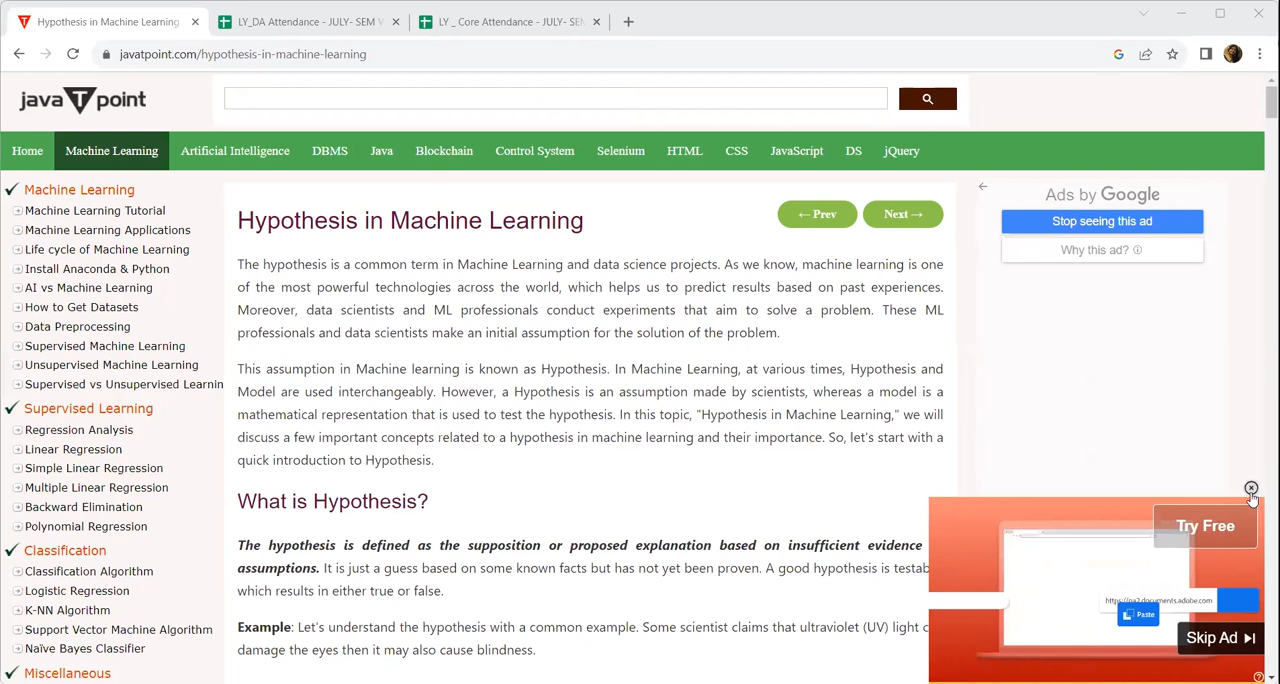 Hypothesis in Machine Learning
LY_DA Attendance - JULY- SEM V
LY _ Core Attendance - JULY- SEM
javatpoint.com/hypothesis-in-machine-learning
javaTpoint
Home
Machine Learning
Artificial Intelligence
DBMS
Java
Blockchain
Control System
Selenium
HTML
CSS
JavaScript
DS
jQuery
Machine Learning
Machine Learning Tutorial
Machine Learning Applications
Life cycle of Machine Learning
Install Anaconda & Python
AI vs Machine Learning
How to Get Datasets
Data Preprocessing
Supervised Machine Learning
Unsupervised Machine Learning
Supervised vs Unsupervised Learnin
Supervised Learning
Regression Analysis
Linear Regression
Simple Linear Regression
Multiple Linear Regression
Backward Elimination
Polynomial Regression
Classification
Classification Algorithm
Logistic Regression
K-NN Algorithm
Support Vector Machine Algorithm
Naïve Bayes Classifier
Miscellaneous
Hypothesis in Machine Learning
← Prev
Next →
The hypothesis is a common term in Machine Learning and data science projects. As we know, machine learning is one
of the most powerful technologies across the world, which helps us to predict results based on past experiences.
Moreover, data scientists and ML professionals conduct experiments that aim to solve a problem. These ML
professionals and data scientists make an initial assumption for the solution of the problem.
This assumption in Machine learning is known as Hypothesis. In Machine Learning, at various times, Hypothesis and
Model are used interchangeably. However, a Hypothesis is an assumption made by scientists, whereas a model is a
mathematical representation that is used to test the hypothesis. In this topic, "Hypothesis in Machine Learning," we will
discuss a few important concepts related to a hypothesis in machine learning and their importance. So, let's start with a
quick introduction to Hypothesis.
What is Hypothesis?
The hypothesis is defined as the supposition or proposed explanation based on insufficient evidence
assumptions. It is just a guess based on some known facts but has not yet been proven. A good hypothesis is testab
which results in either true or false.
Example: Let's understand the hypothesis with a common example. Some scientist claims that ultraviolet (UV) light c
damage the eyes then it may also cause blindness.
Ads by Google
Stop seeing this ad
Why this ad?
Try Free
https://na2.documents.adobe.com
Paste
Skip Ad